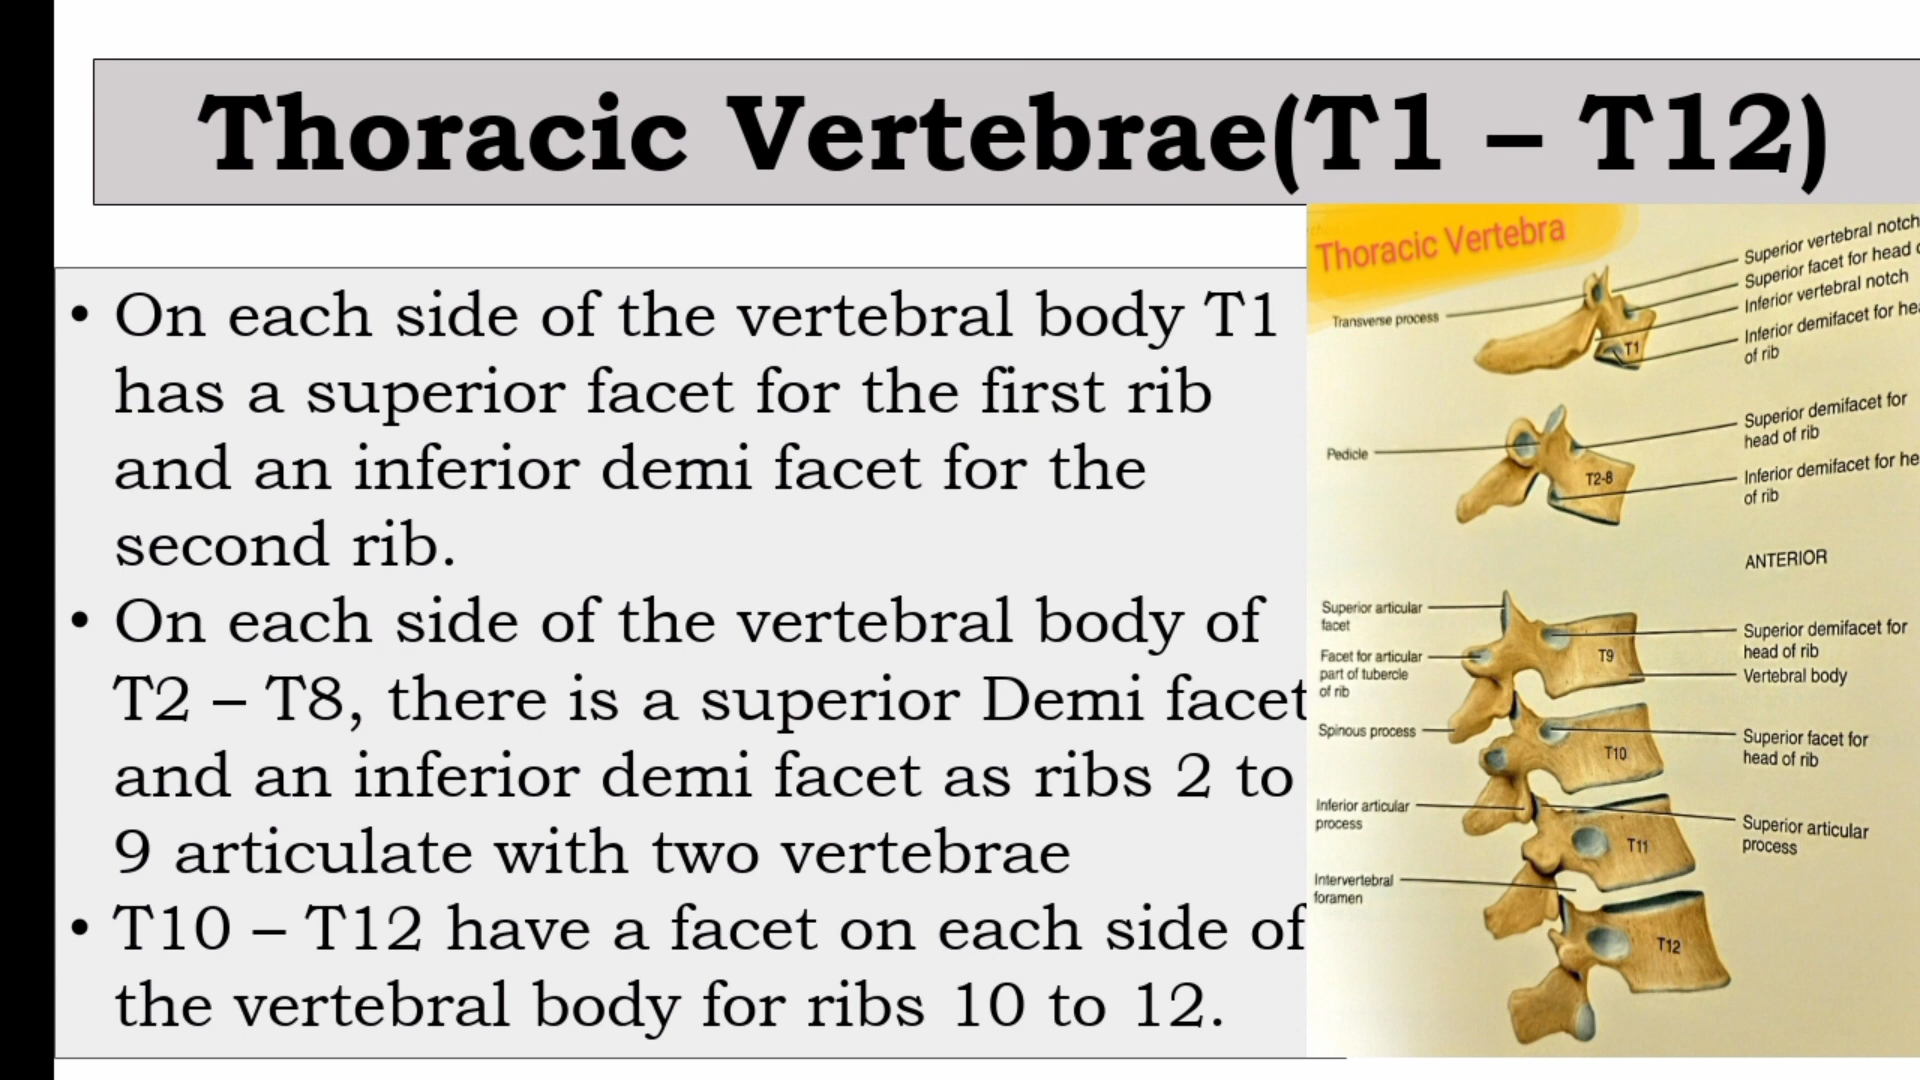 Thoracic Vertebrae(T1 – T12)
• On each side of the vertebral body T1
has a superior facet for the first rib
and an inferior demi facet for the
second rib.
• On each side of the vertebral body of
T2 – T8, there is a superior Demi facet
and an inferior demi facet as ribs 2 to
9 articulate with two vertebrae
• T10 – T12 have a facet on each side of
the vertebral body for ribs 10 to 12.
Thoracic Vertebra
Superior vertebral notch
Superior facet for head
Inferior vertebral notch
Transverse process
Inferior demifacet for
of rib
T1
Superior demifacet for
head of rib
Pedicle
T2-8
Inferior demifacet for
of rib
ANTERIOR
Superior articular
facet
Superior demifacet for
head of rib
T9
Facet for articular
part of tubercle
of rib
Vertebral body
Spinous process
Superior facet for
head of rib
T10
Inferior articular
process
Superior articular
process
T11
Intervertebral
foramen
T12